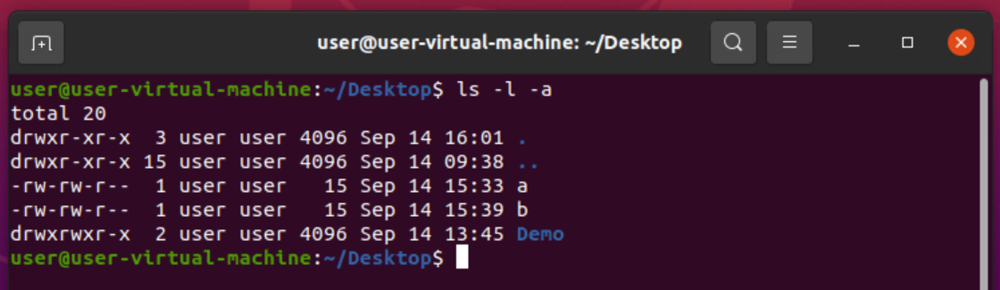 user@user-virtual-machine: ~/Desktop
user@user-virtual-machine:~/Desktop$ ls -l -a
total 20
drwxr-xr-x  3 user user 4096 Sep 14 16:01 .
drwxr-xr-x 15 user user 4096 Sep 14 09:38 ..
-rw-rw-r--  1 user user   15 Sep 14 15:33 a
-rw-rw-r--  1 user user   15 Sep 14 15:39 b
drwxrwxr-x  2 user user 4096 Sep 14 13:45 Demo
user@user-virtual-machine:~/Desktop$